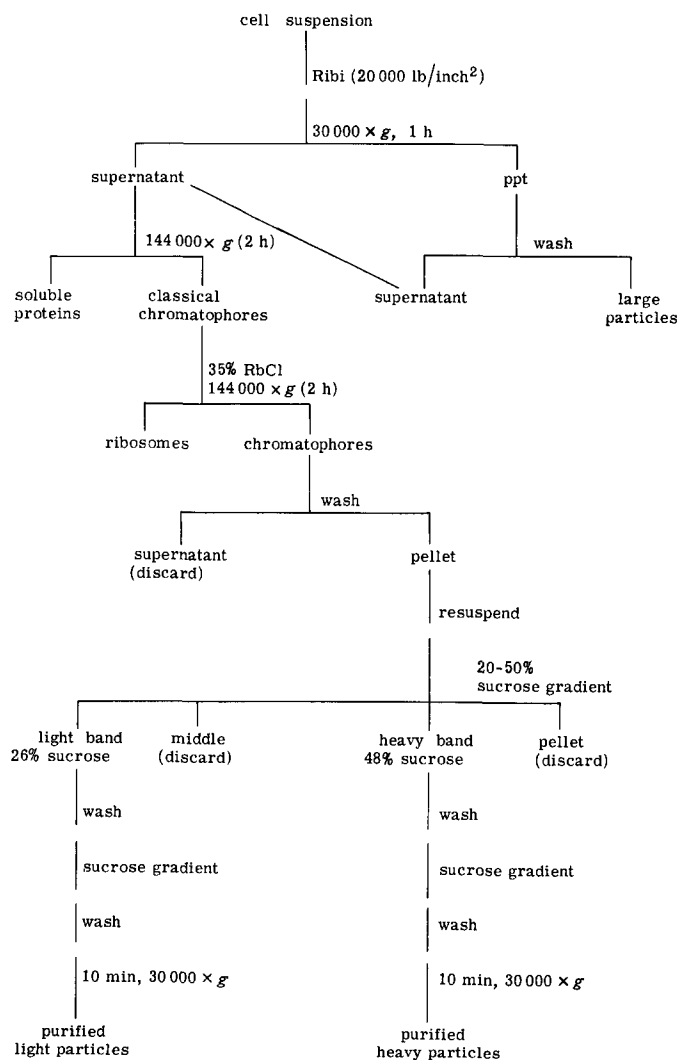 cell suspension
Ribi (20 000 lb/inch²)
30 000 × g, 1 h
supernatant
ppt
144 000 × g (2 h)
wash
soluble
proteins
classical
chromatophores
supernatant
large
particles
35% RbCl
144 000 × g (2 h)
ribosomes
chromatophores
wash
supernatant
(discard)
pellet
resuspend
20-50%
sucrose gradient
light band
26% sucrose
middle
(discard)
heavy band
48% sucrose
pellet
(discard)
wash
wash
sucrose gradient
sucrose gradient
wash
wash
10 min, 30 000 × g
10 min, 30 000 × g
purified
light particles
purified
heavy particles